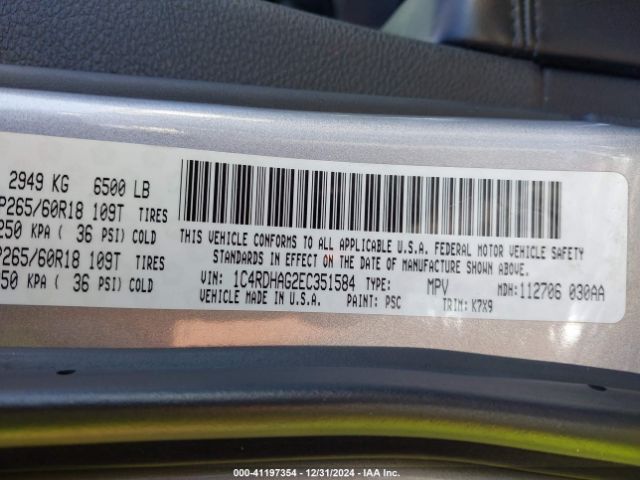 2949 KG 6500 LB
P265/60R18 109T TIRES
250 KPA ( 36 PSI) COLD
P265/60R18 109T TIRES
250 KPA ( 36 PSI) COLD
THIS VEHICLE CONFORMS TO ALL APPLICABLE U.S.A. FEDERAL MOTOR VEHICLE SAFETY
STANDARDS IN EFFECT ON THE DATE OF MANUFACTURE SHOWN ABOVE.
VIN: 1C4RDHAG2EC351584 TYPE: MPV MDH:112706 030AA
VEHICLE MADE IN U.S.A. PAINT: PSC TRIM: K7X9
000-41197354 - 12/31/2024 - IAA Inc.